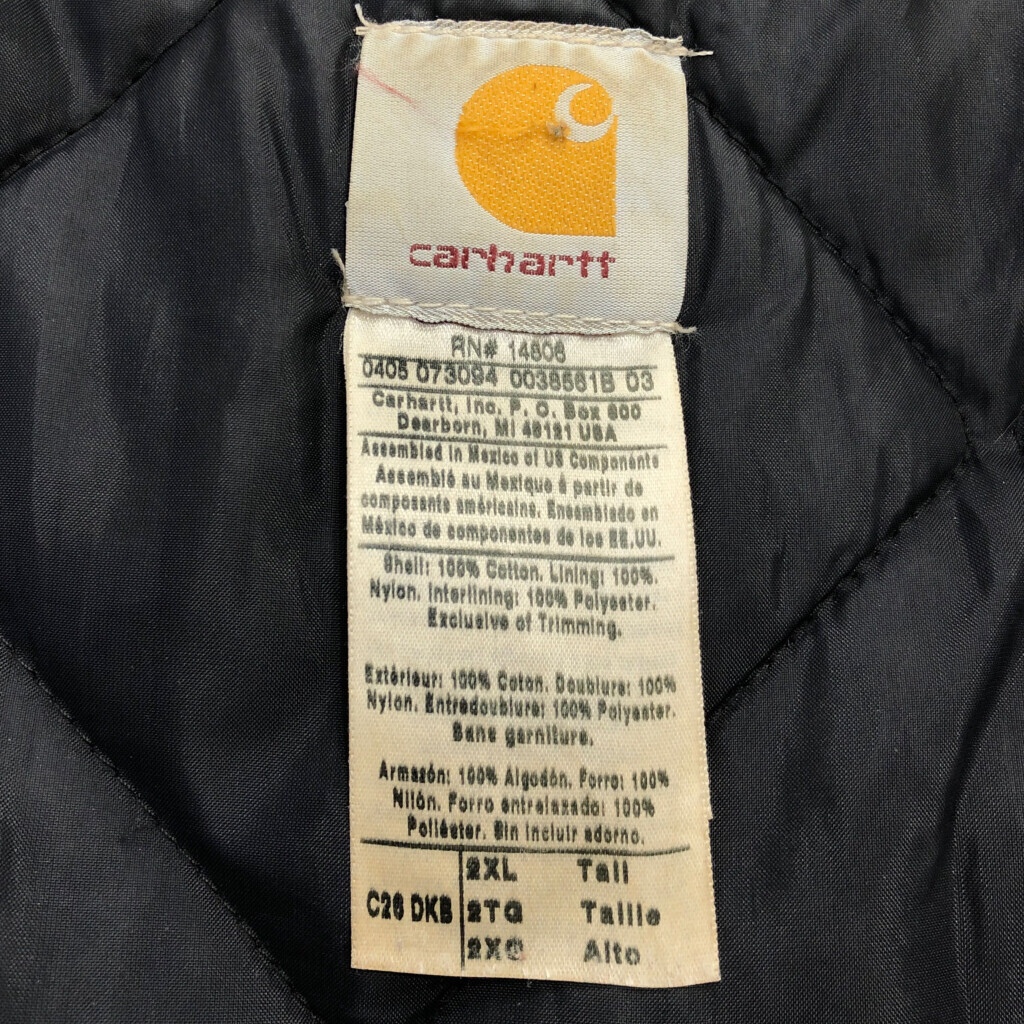 carhartt
RN# 14806
0405 073094 0038561B 03
Carhartt, Inc. P. O. Box 600
Dearborn, MI 48121 USA
Assembled in Mexico of US Components
Assemblé au Mexique à partir de
composants américains. Ensamblado en
México de componentes de los EE.UU.
Shell: 100% Cotton. Lining: 100%.
Nylon. Interlining: 100% Polyester.
Exclusive of Trimming.
Extérieur: 100% Coton. Doublure: 100%
Nylon. Entredoublure: 100% Polyester.
Sans garniture.
Armazón: 100% Algodón. Forro: 100%
Nilón. Forro entrelazado: 100%
Poliéster. Sin incluir adorno.
2XL Tall
C26 DKB 2TG Taille
2XG Alto